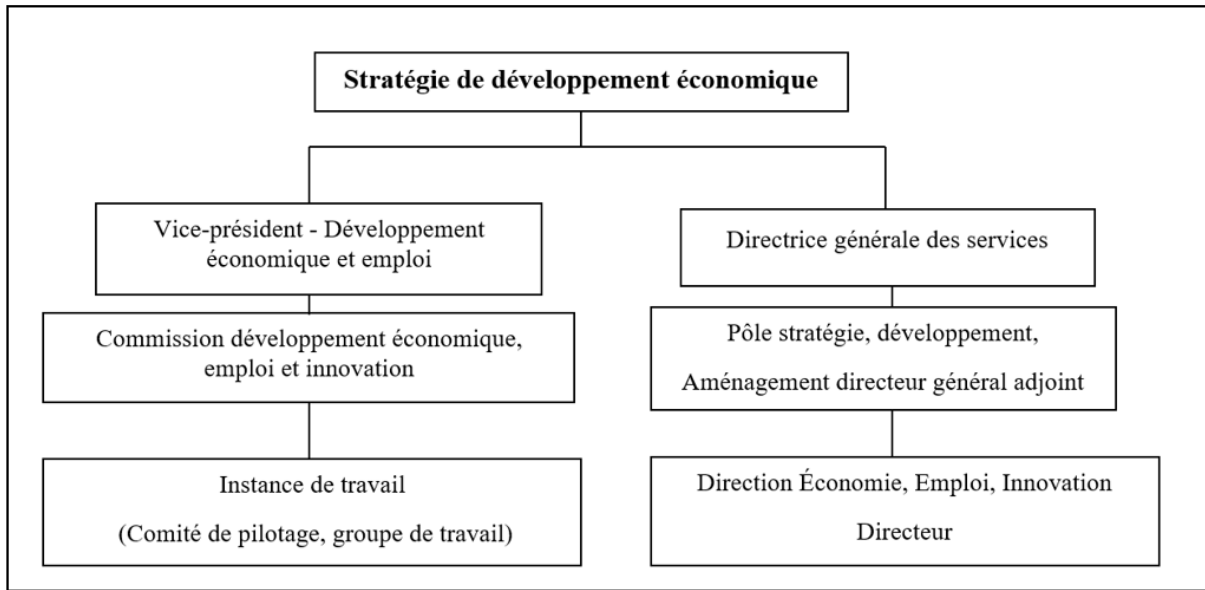 Stratégie de développement économique
Vice-président - Développement
économique et emploi
Directrice générale des services
Commission développement économique,
emploi et innovation
Pôle stratégie, développement,
Aménagement directeur général adjoint
Instance de travail
(Comité de pilotage, groupe de travail)
Direction Économie, Emploi, Innovation
Directeur